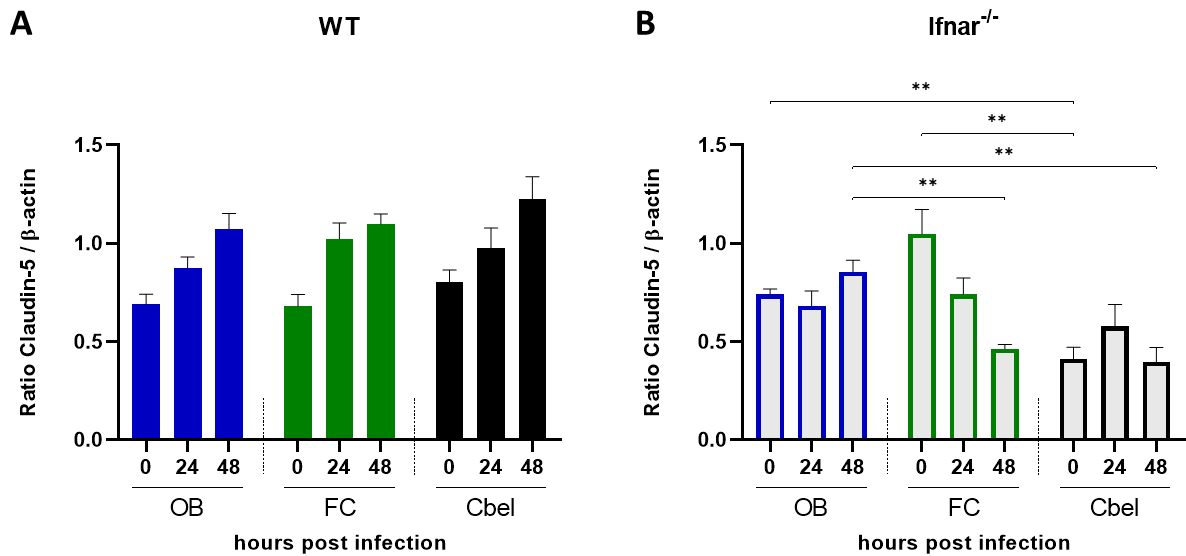 A
WT
Ratio Claudin-5 / β-actin
1.5
1.0
0.5
0.0
0 24 48 0 24 48 0 24 48
OB FC Cbel
hours post infection
B
Ifnar-/-
**
**
**
**
Ratio Claudin-5 / β-actin
1.5
1.0
0.5
0.0
0 24 48 0 24 48 0 24 48
OB FC Cbel
hours post infection